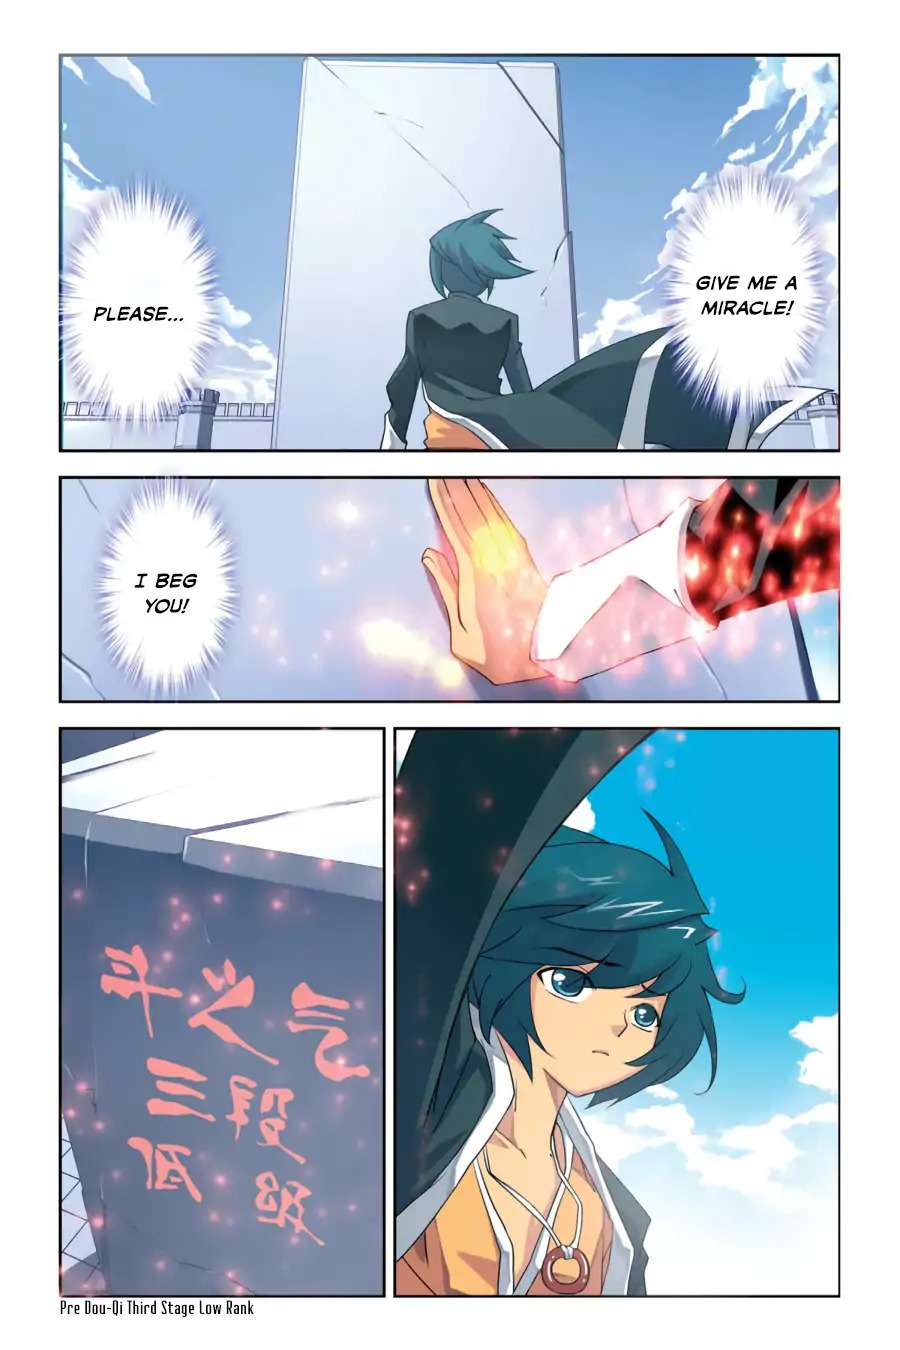 PLEASE...
GIVE ME A
MIRACLE!
I BEG
YOU!
斗之气
三段
低级
Pre Dou-Qi Third Stage Low Rank